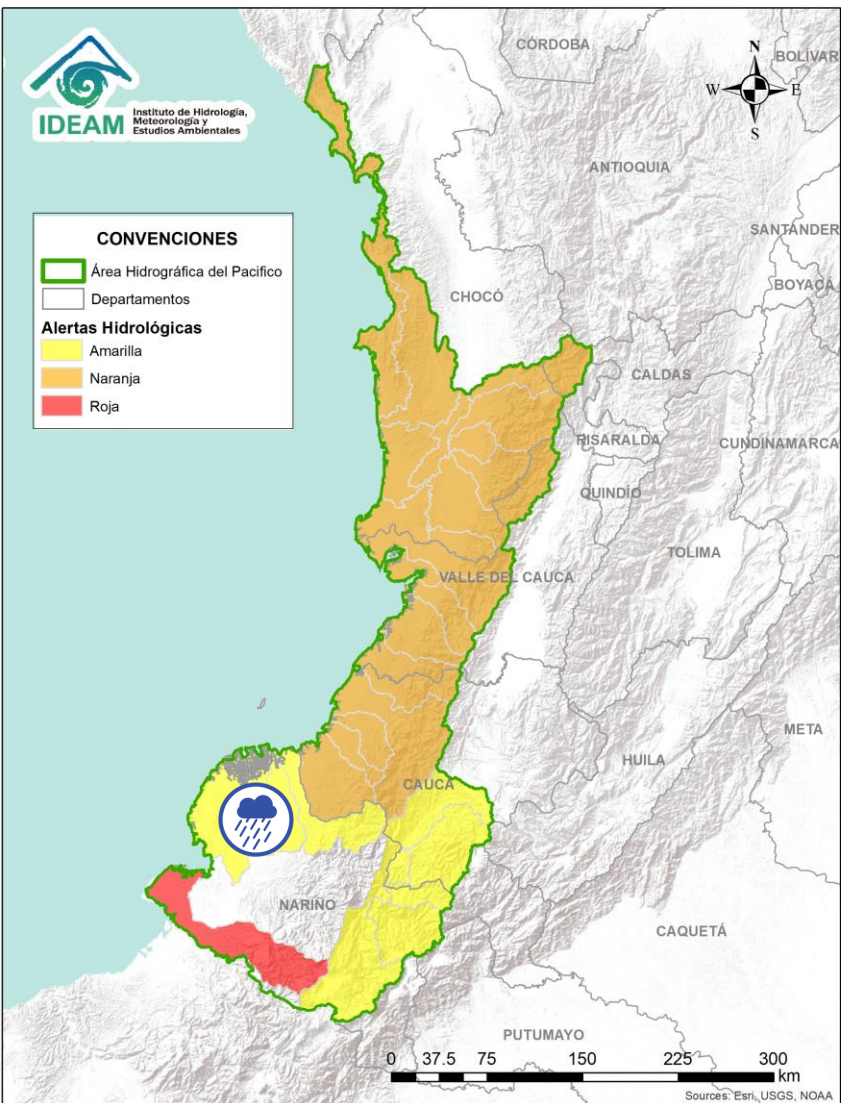 IDEAM
Instituto de Hidrología,
Meteorología y
Estudios Ambientales
CÓRDOBA
BOLÍVAR
N
W
E
S
ANTIOQUIA
SANTANDER
BOYACÁ
CONVENCIONES
Área Hidrográfica del Pacifico
Departamentos
Alertas Hidrológicas
Amarilla
Naranja
Roja
CHOCÓ
CALDAS
RISARALDA
CUNDINAMARCA
QUINDÍO
TOLIMA
VALLE DEL CAUCA
META
HUILA
CAUCA
NARIÑO
CAQUETÁ
PUTUMAYO
0 37.5 75 150 225 300
km
Sources: Esri, USGS, NOAA